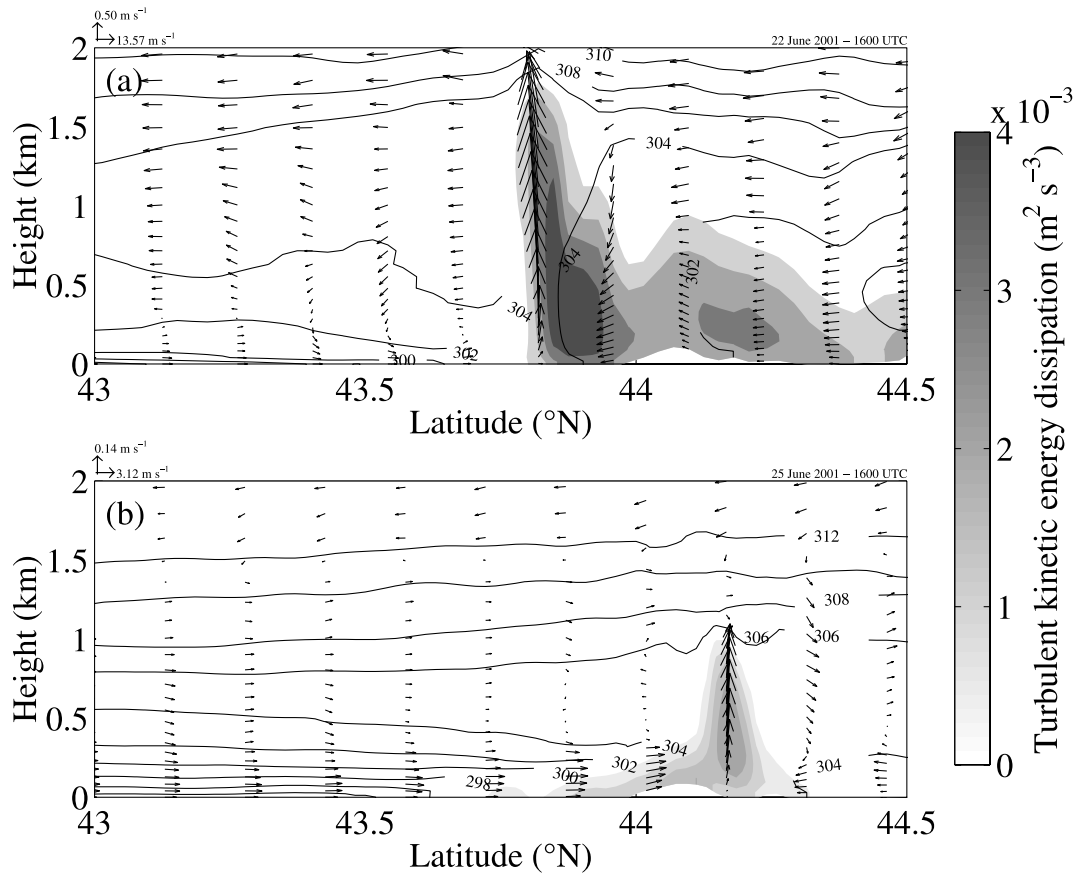 0.50 m s⁻¹
13.57 m s⁻¹
22 June 2001 – 1600 UTC
(a)
2
1.5
1
0.5
0
Height (km)
310
308
304
304
302
304
302
300
43
43.5
44
44.5
Latitude (°N)
0.14 m s⁻¹
3.12 m s⁻¹
25 June 2001 – 1600 UTC
(b)
2
1.5
1
0.5
0
Height (km)
312
308
306
306
304
304
302
300
298
43
43.5
44
44.5
Latitude (°N)
x 10⁻³
4
3
2
1
0
Turbulent kinetic energy dissipation (m² s⁻³)